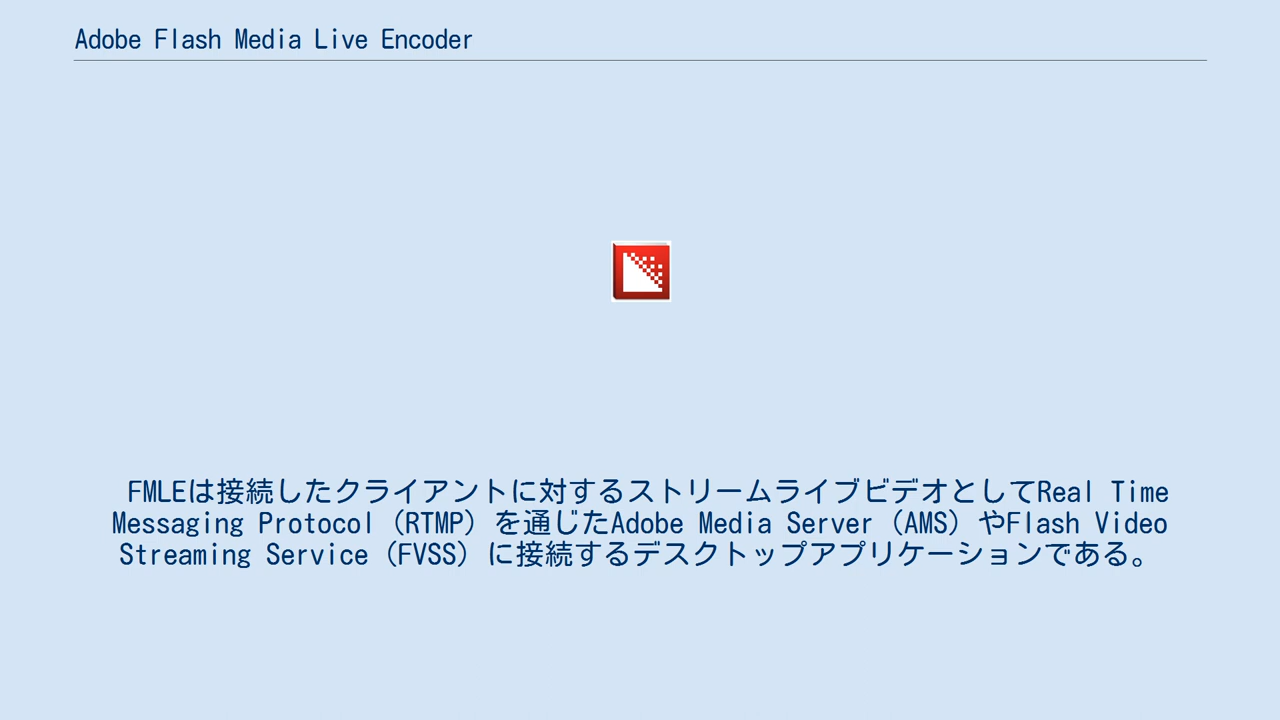 Adobe Flash Media Live Encoder
FMLEは接続したクライアントに対するストリームライブビデオとしてReal Time
Messaging Protocol（RTMP）を通じたAdobe Media Server（AMS）やFlash Video
Streaming Service（FVSS）に接続するデスクトップアプリケーションである。